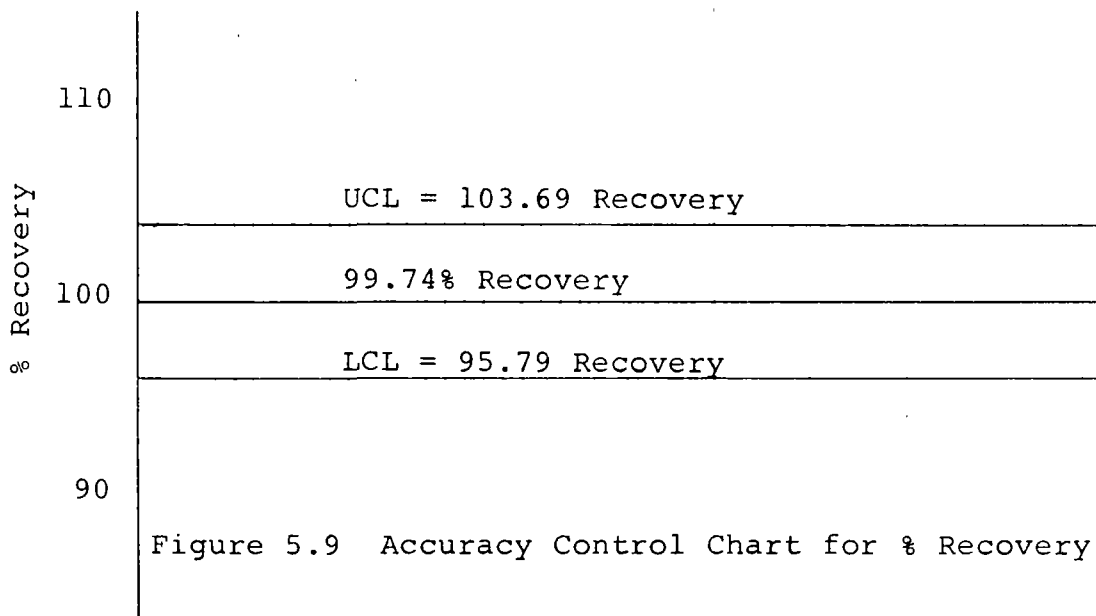 110
UCL = 103.69 Recovery
99.74% Recovery
100
LCL = 95.79 Recovery
90
% Recovery
Figure 5.9 Accuracy Control Chart for % Recovery